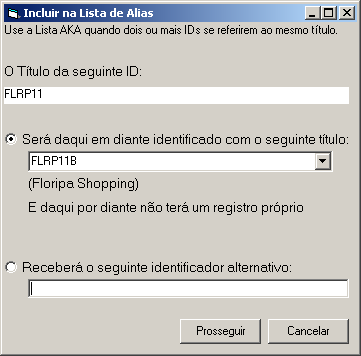 Incluir na Lista de Alias
Use a Lista AKA quando dois ou mais IDs se referirem ao mesmo título.
O Título da seguinte ID:
FLRP11
Será daqui em diante identificado com o seguinte título:
FLRP11B
(Floripa Shopping)
E daqui por diante não terá um registro próprio
Receberá o seguinte identificador alternativo:
Prosseguir
Cancelar